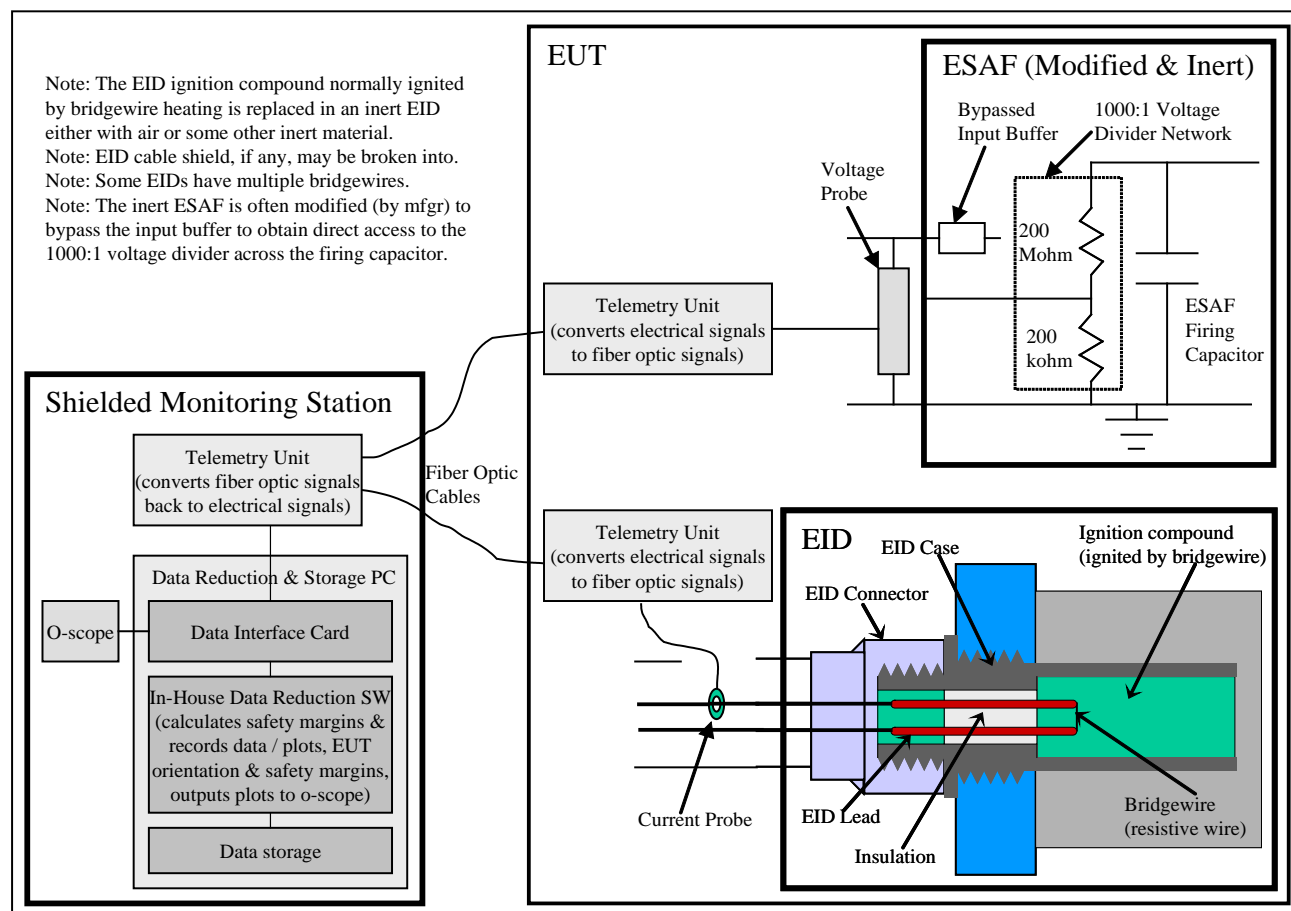 Note: The EID ignition compound normally ignited
by bridgewire heating is replaced in an inert EID
either with air or some other inert material.
Note: EID cable shield, if any, may be broken into.
Note: Some EIDs have multiple bridgewires.
Note: The inert ESAF is often modified (by mfgr) to
bypass the input buffer to obtain direct access to the
1000:1 voltage divider across the firing capacitor.
EUT
ESAF (Modified & Inert)
Bypassed
Input Buffer
1000:1 Voltage
Divider Network
Voltage
Probe
200
Mohm
200
kohm
ESAF
Firing
Capacitor
Telemetry Unit
(converts electrical signals
to fiber optic signals)
Shielded Monitoring Station
Telemetry Unit
(converts fiber optic signals
back to electrical signals)
Fiber Optic
Cables
Data Reduction & Storage PC
O-scope
Data Interface Card
In-House Data Reduction SW
(calculates safety margins &
records data / plots, EUT
orientation & safety margins,
outputs plots to o-scope)
Data storage
Telemetry Unit
(converts electrical signals
to fiber optic signals)
Current Probe
EID
EID Case
Ignition compound
(ignited by bridgewire)
EID Connector
EID Lead
Insulation
Bridgewire
(resistive wire)